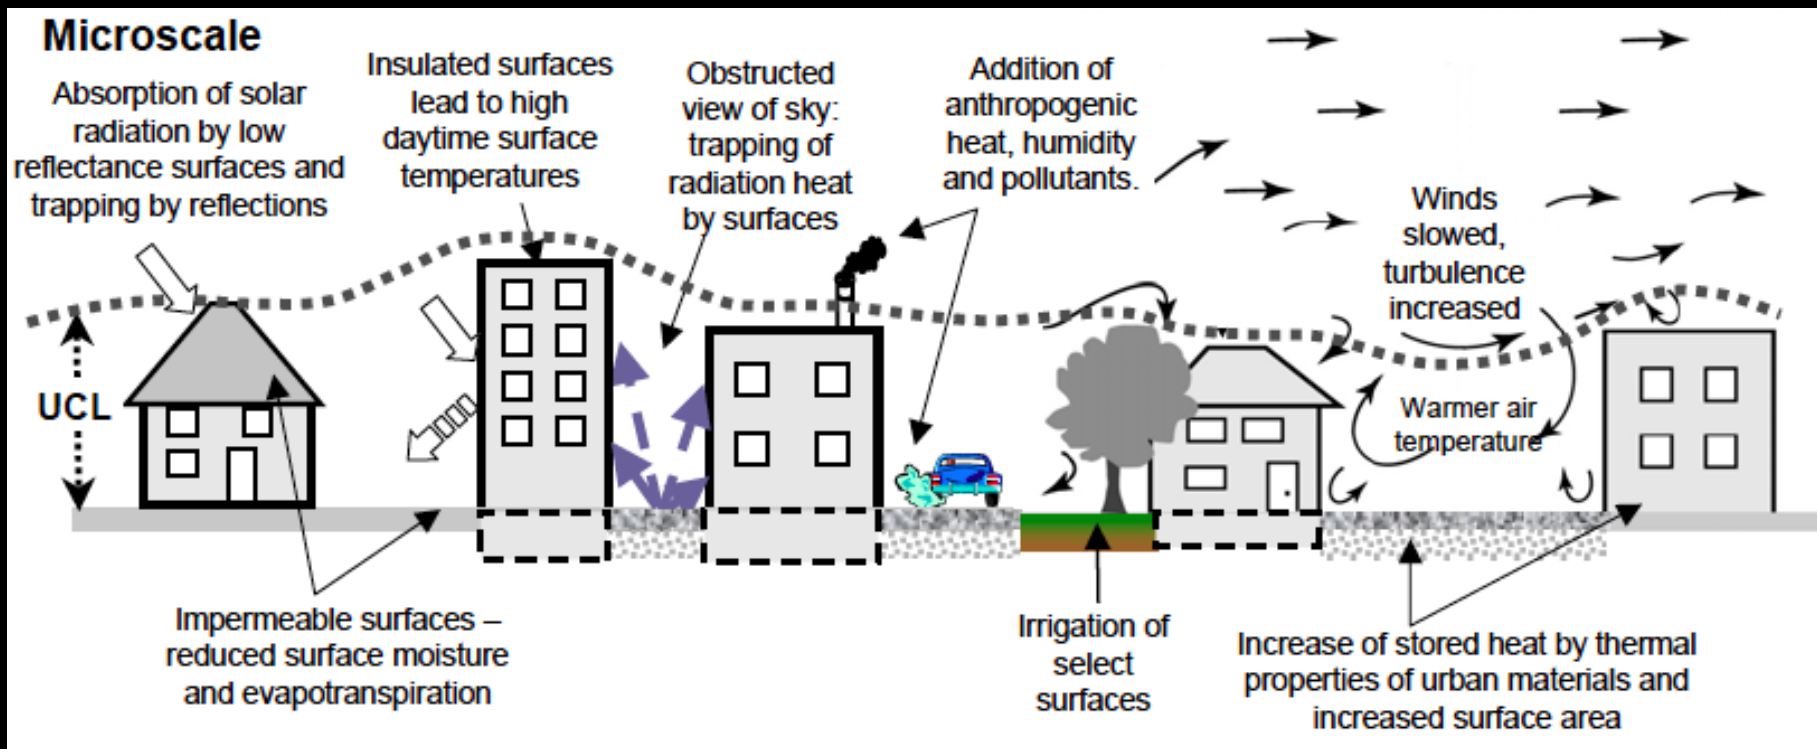 Microscale
Absorption of solar
radiation by low
reflectance surfaces and
trapping by reflections
Insulated surfaces
lead to high
daytime surface
temperatures
Obstructed
view of sky:
trapping of
radiation heat
by surfaces
Addition of
anthropogenic
heat, humidity
and pollutants.
Winds
slowed,
turbulence
increased
UCL
Warmer air
temperature
Impermeable surfaces –
reduced surface moisture
and evapotranspiration
Irrigation of
select
surfaces
Increase of stored heat by thermal
properties of urban materials and
increased surface area